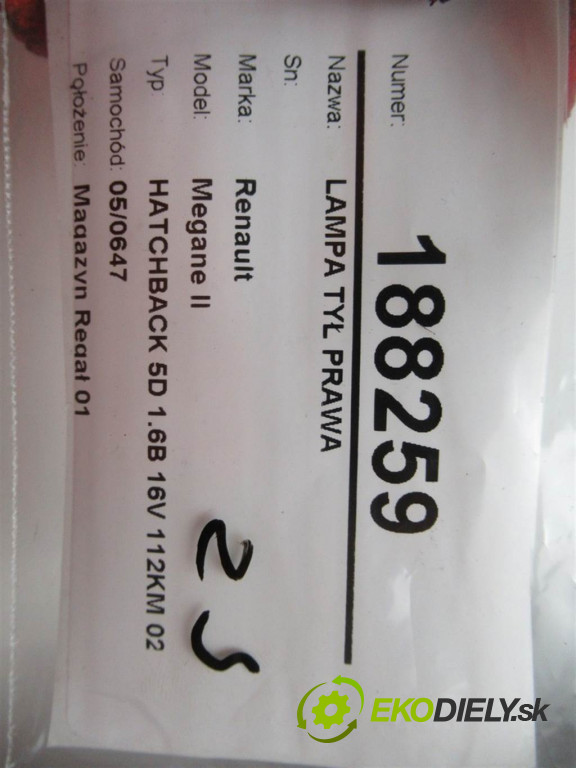 Numer: 188259
Nazwa: LAMPA TYŁ PRAWA
Sn:
Marka: Renault
Model: Megane II
Typ HATCHBACK 5D 1.6B 16V 112KM 02
Samochód: 05/0647
Położenie: Magazyn Regał 01
EKODIELY.sk